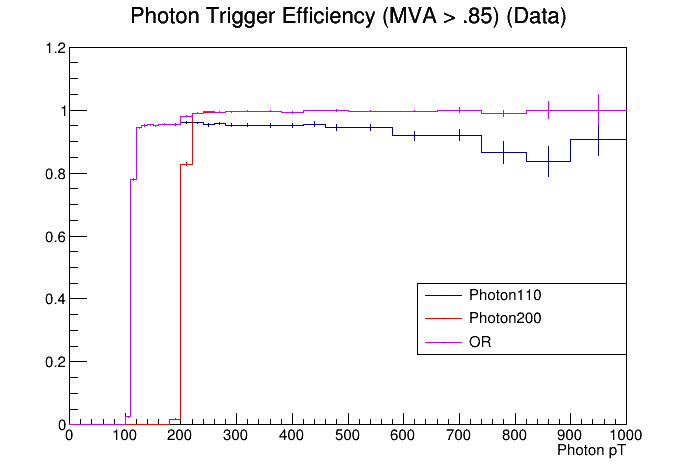 Photon Trigger Efficiency (MVA > .85) (Data)
1.2
1
0.8
0.6
0.4
0.2
0
Photon110
Photon200
OR
0 100 200 300 400 500 600 700 800 900 1000
Photon pT